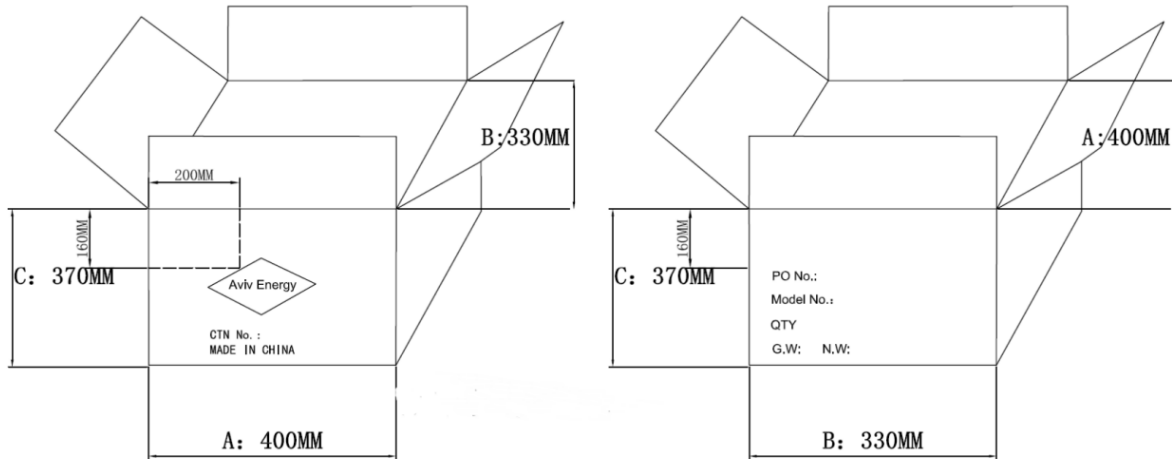 B:330MM
200MM
160MM
C: 370MM
Aviv Energy
CTN No.:
MADE IN CHINA
A: 400MM
A:400MM
160MM
C: 370MM
PO No.:
Model No.:
QTY
G.W: N.W:
B: 330MM